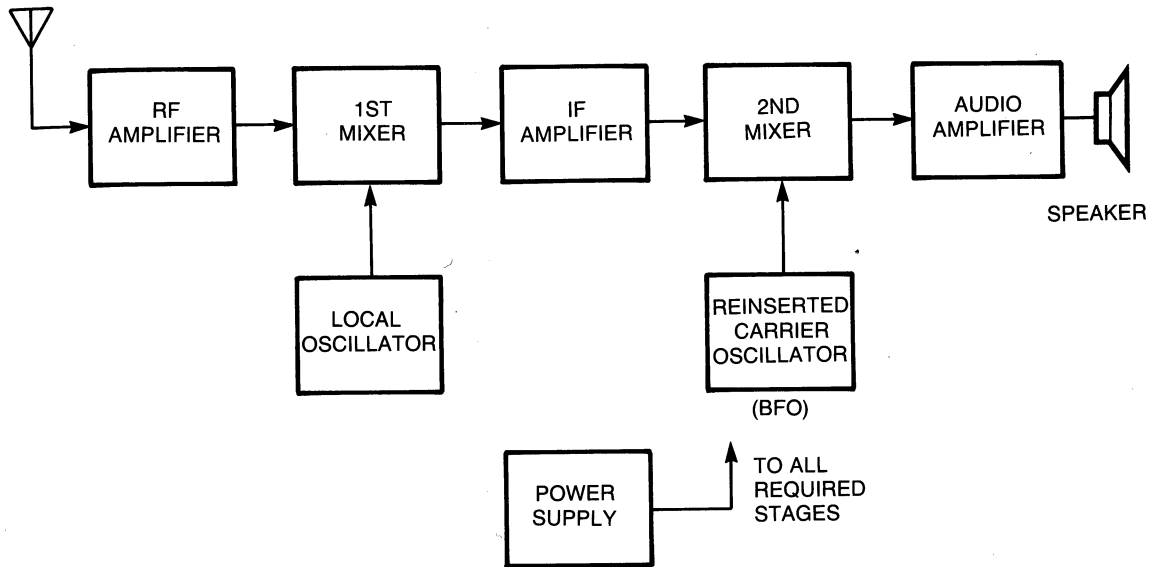 RF
AMPLIFIER
1ST
MIXER
IF
AMPLIFIER
2ND
MIXER
AUDIO
AMPLIFIER
SPEAKER
LOCAL
OSCILLATOR
REINSERTED
CARRIER
OSCILLATOR
(BFO)
POWER
SUPPLY
TO ALL
REQUIRED
STAGES